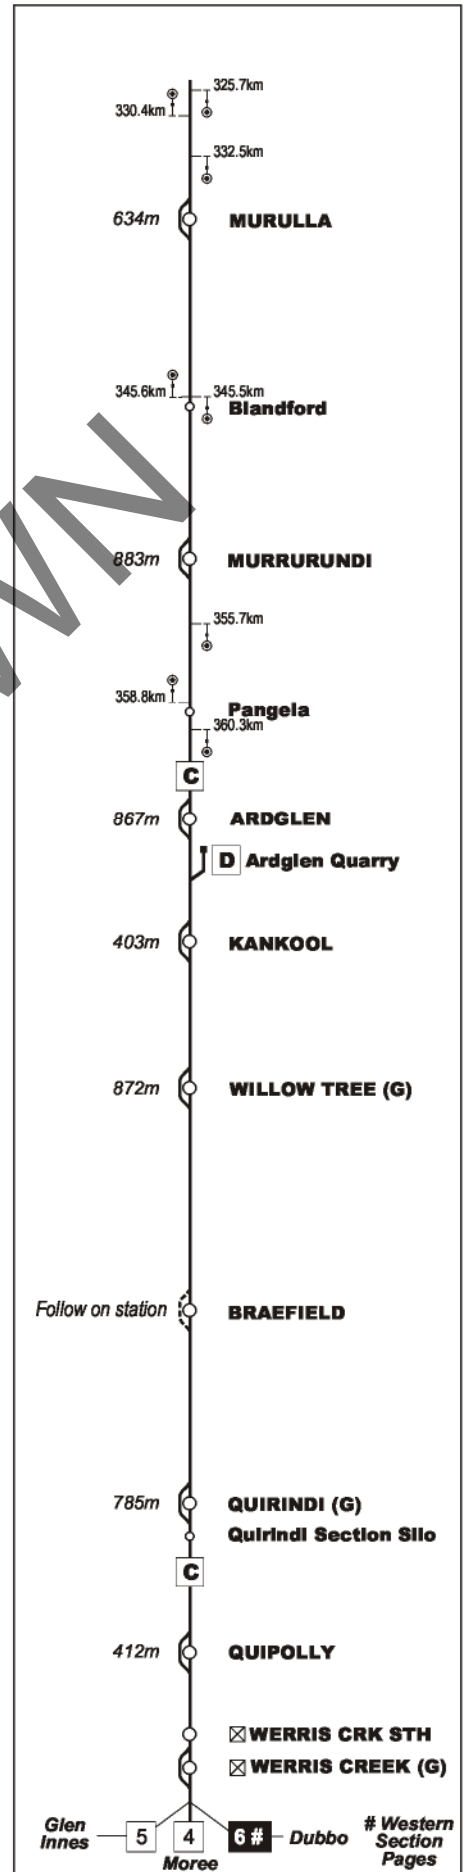 325.7km
330.4km
332.5km
634m MURULLA
345.6km 345.5km
Blandford
883m MURRURUNDI
355.7km
358.8km
Pangela
360.3km
C
867m ARDGLEN
D Ardglen Quarry
403m KANKOOL
872m WILLOW TREE (G)
Follow on station BRAEFIELD
785m QUIRINDI (G)
Quirindi Section Silo
C
412m QUIPOLLY
WERRIS CRK STH
WERRIS CREEK (G)
Glen Innes 5 4 6 # Dubbo
Moree
# Western
Section
Pages